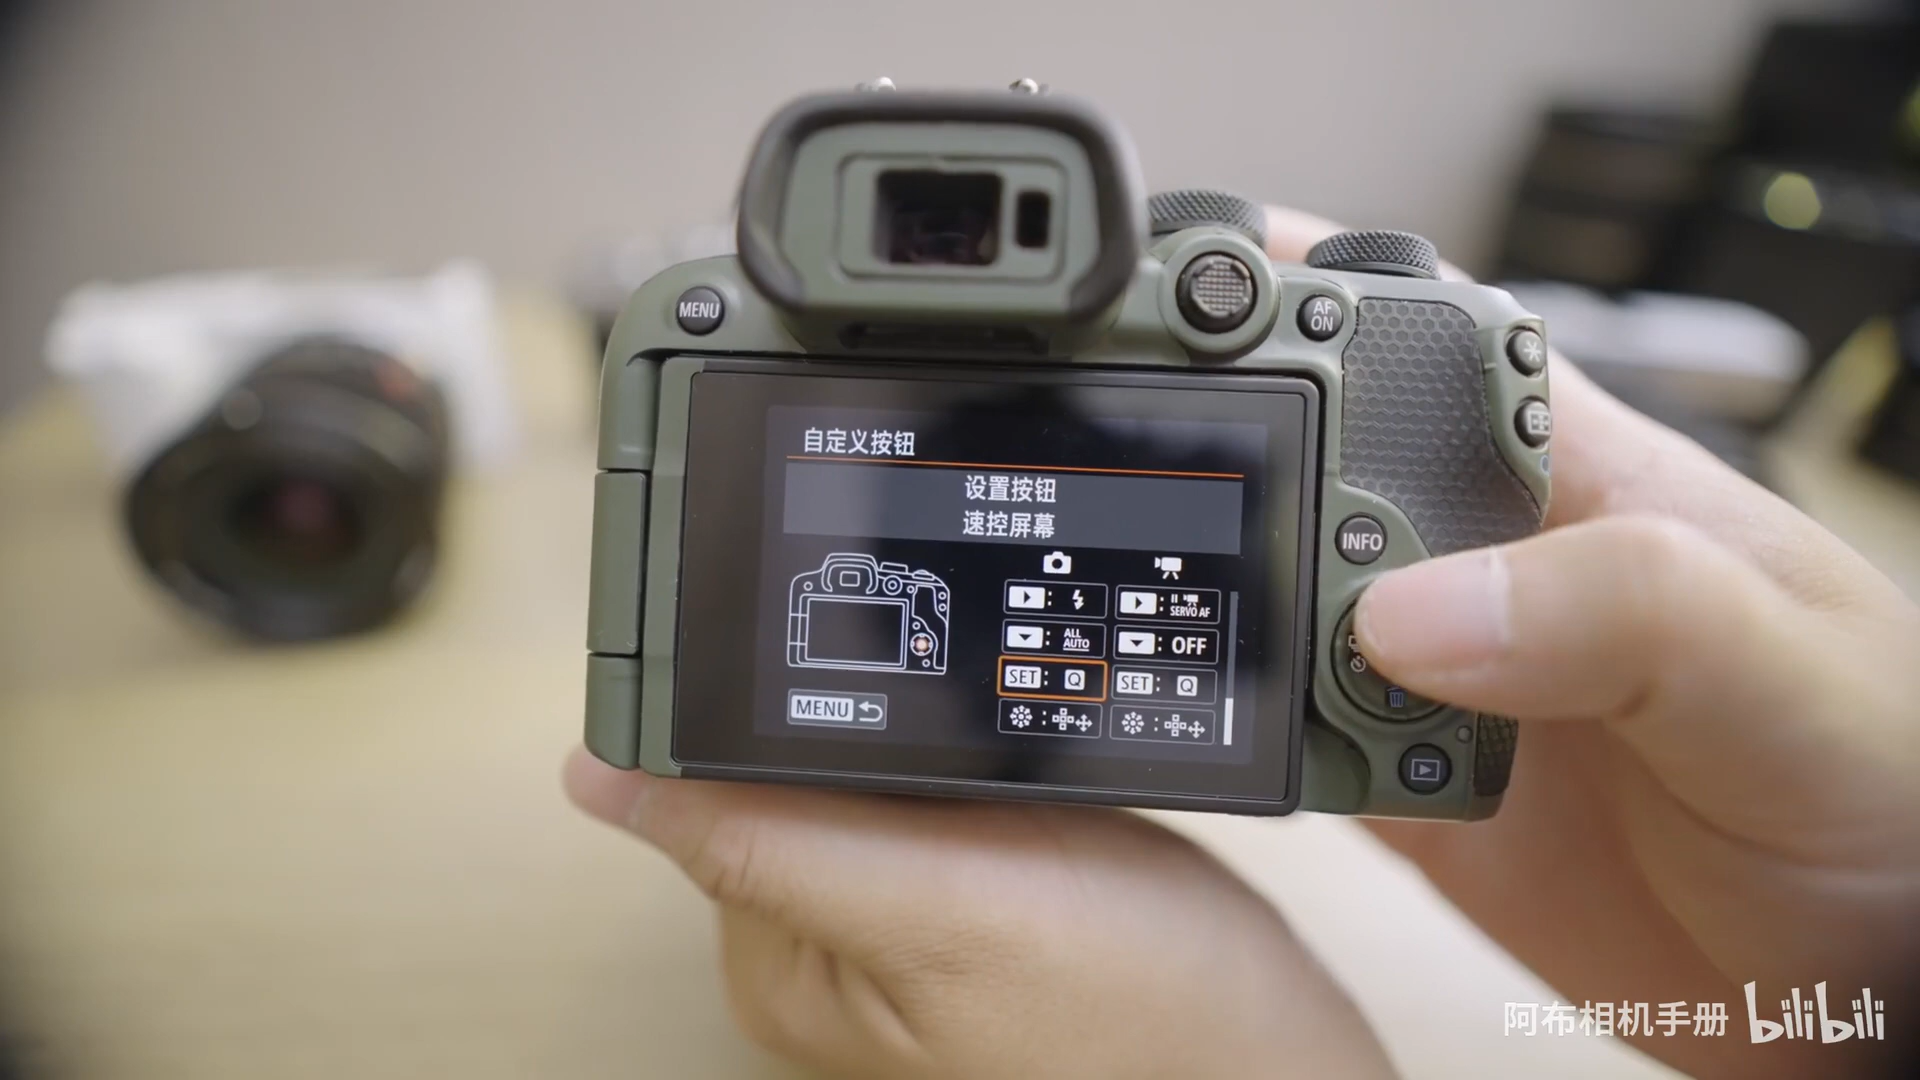 MENU
AF
ON
自定义按钮
设置按钮
速控屏幕
INFO
SERVO AF
ALL
AUTO
OFF
SET: Q
SET: Q
MENU
阿布相机手册 bilibili